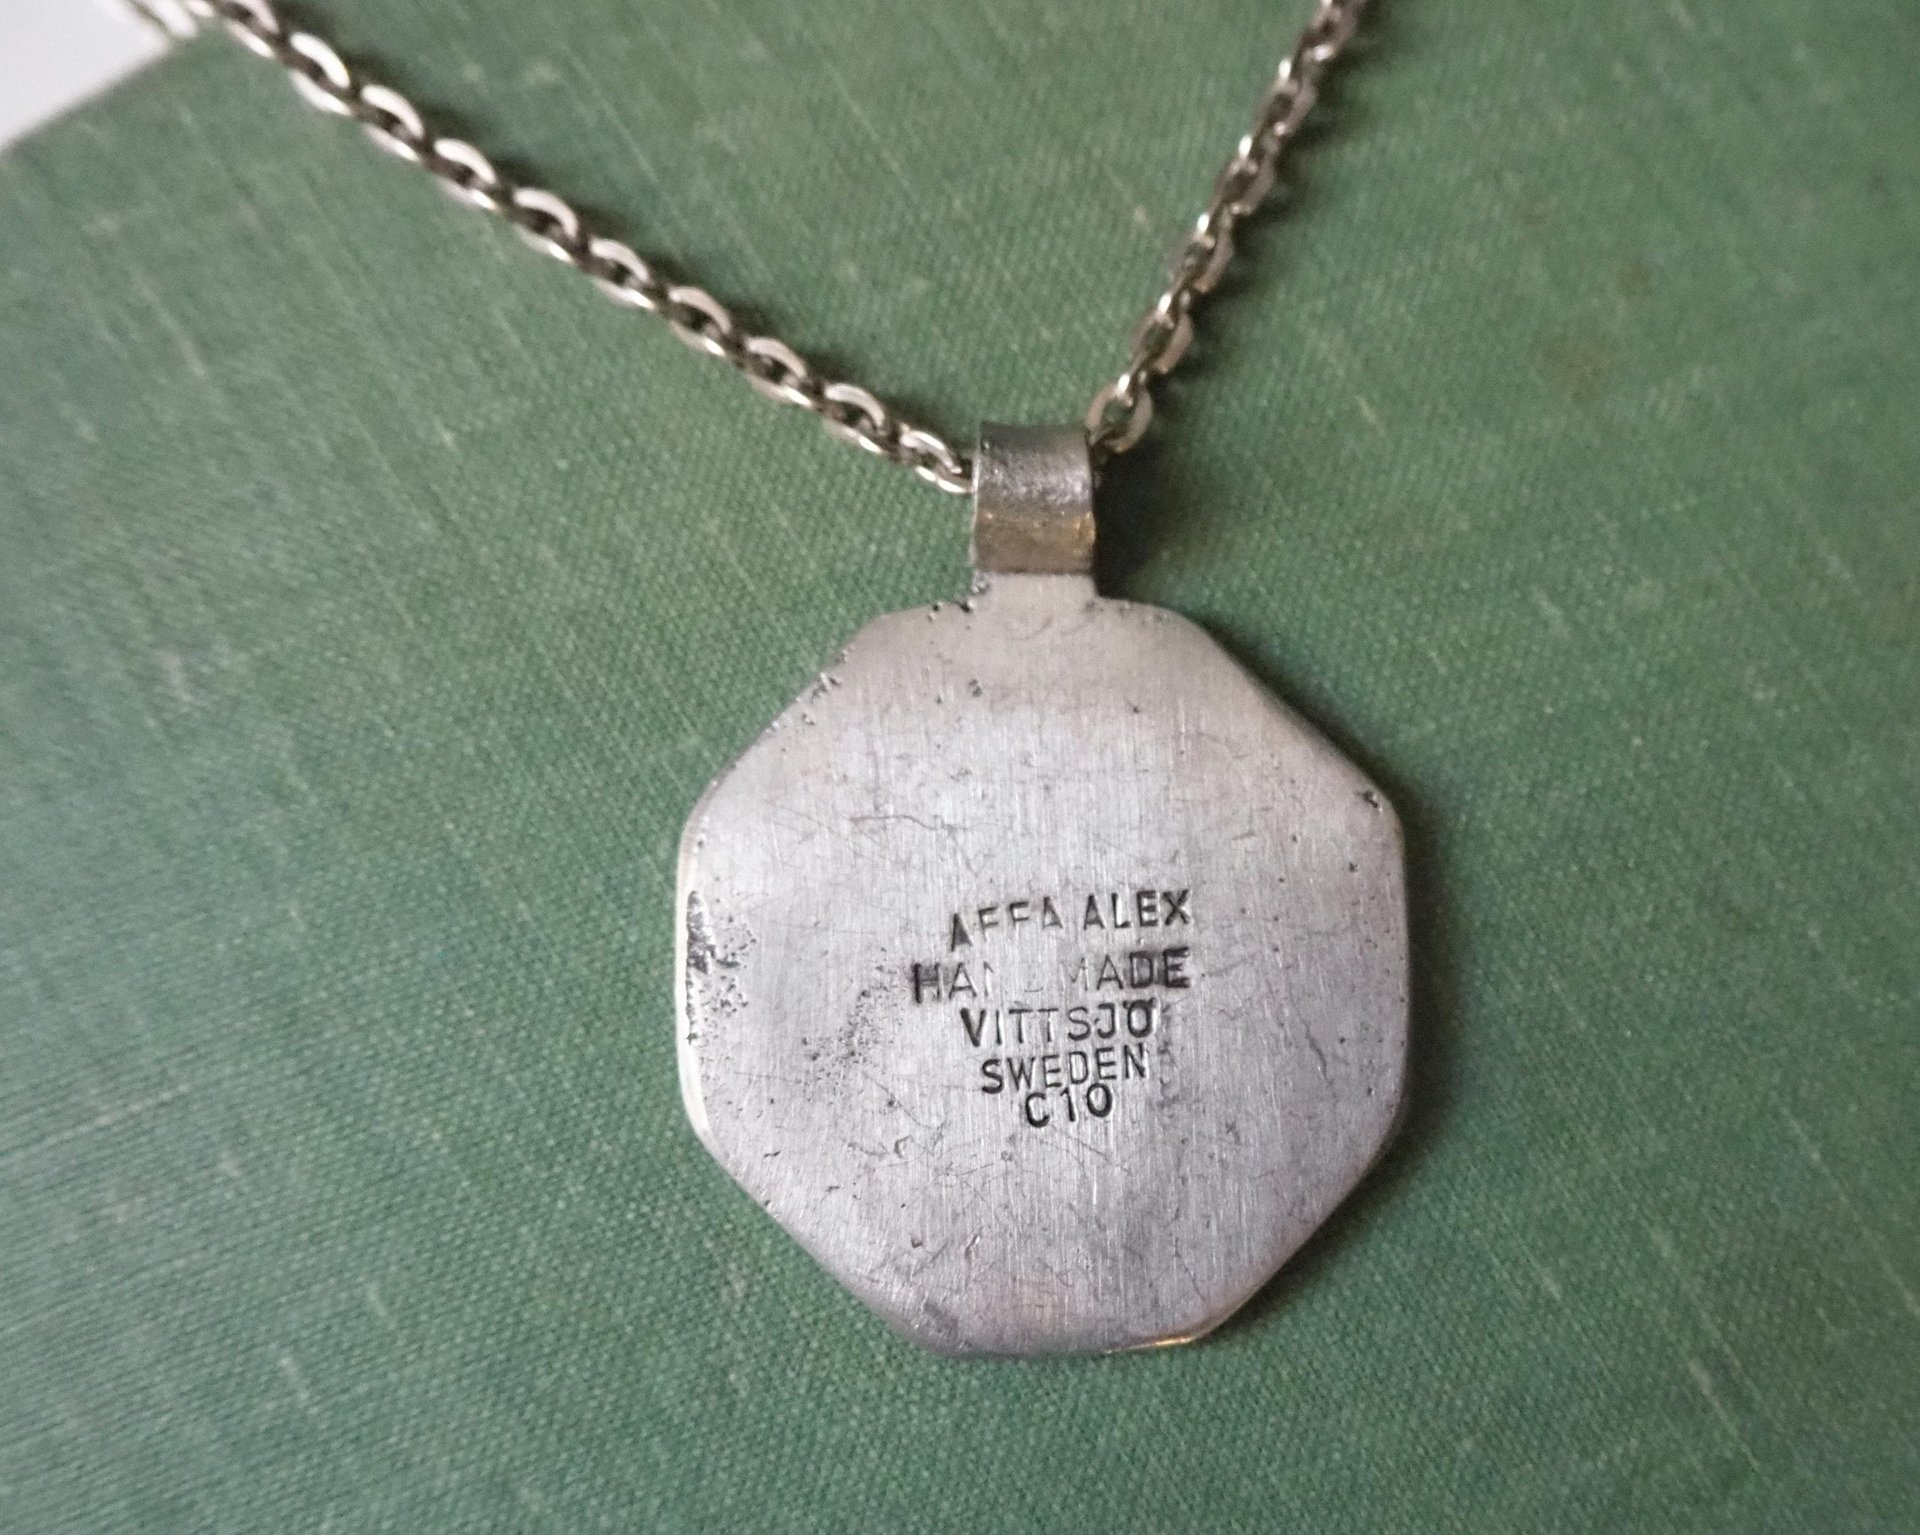 AFFA ALEX
HANDMADE
VITTSJÖ
SWEDEN
C10